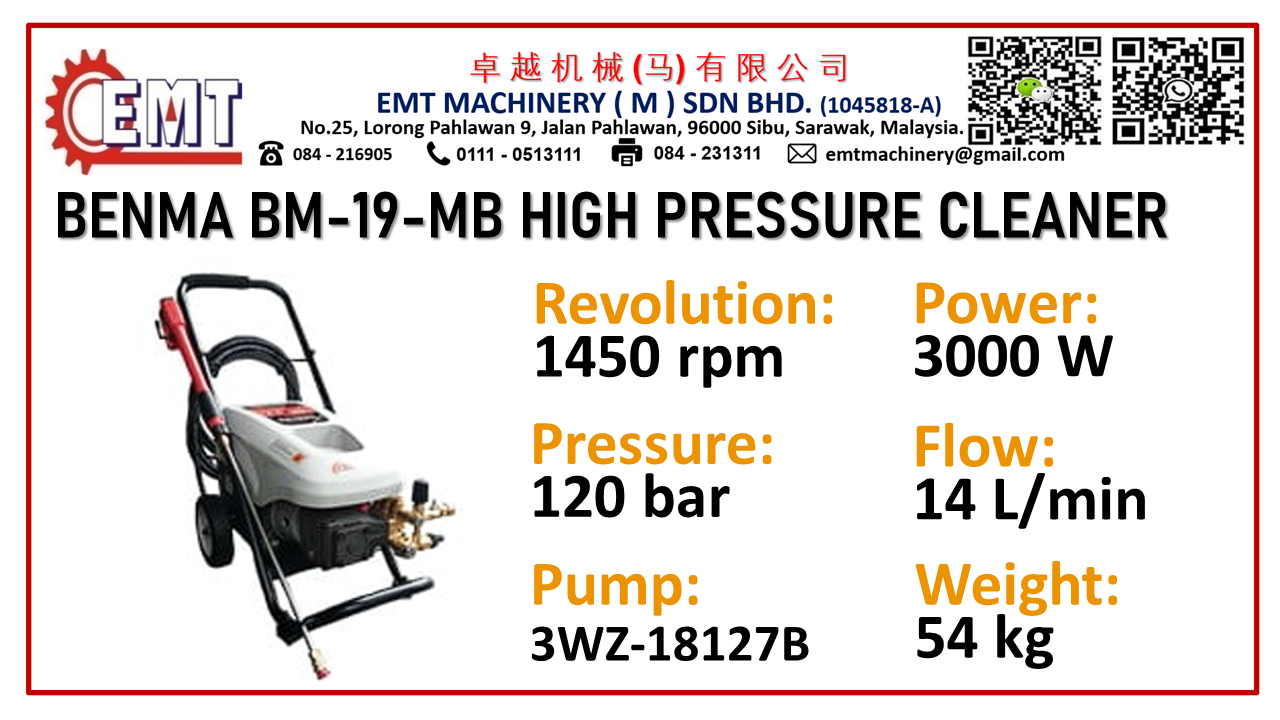 EMT
卓越机械(马)有限公司
EMT MACHINERY ( M ) SDN BHD. (1045818-A)
No.25, Lorong Pahlawan 9, Jalan Pahlawan, 96000 Sibu, Sarawak, Malaysia.
084 - 216905 0111 - 0513111 084 - 231311 emtmachinery@gmail.com
BENMA BM-19-MB HIGH PRESSURE CLEANER
Revolution: Power:
1450 rpm 3000 W
Pressure: Flow:
120 bar 14 L/min
Pump: Weight:
3WZ-18127B 54 kg